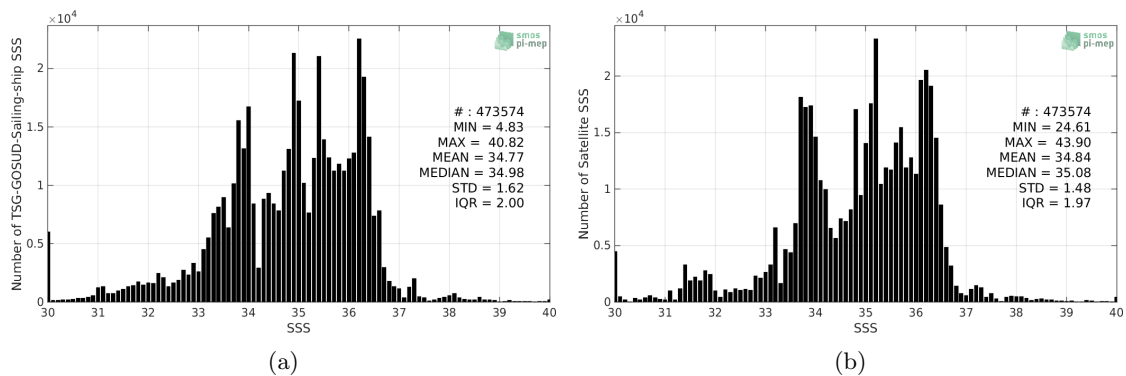 ×10⁴
Number of TSG-GOSUD-Sailing-ship SSS
2
1.5
1
0.5
0
smos
pi-mep
# : 473574
MIN = 4.83
MAX = 40.82
MEAN = 34.77
MEDIAN = 34.98
STD = 1.62
IQR = 2.00
30 31 32 33 34 35 36 37 38 39 40
SSS
(a)
×10⁴
Number of Satellite SSS
2
1.5
1
0.5
0
smos
pi-mep
# : 473574
MIN = 24.61
MAX = 43.90
MEAN = 34.84
MEDIAN = 35.08
STD = 1.48
IQR = 1.97
30 31 32 33 34 35 36 37 38 39 40
SSS
(b)